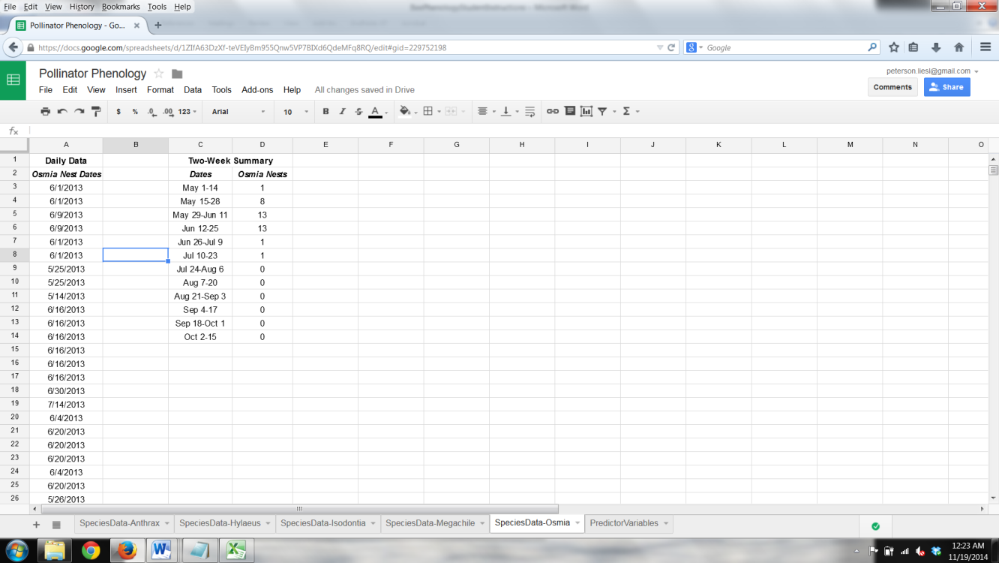 File Edit View History Bookmarks Tools Help
Pollinator Phenology - Go... × +
https://docs.google.com/spreadsheets/d/1ZIfA63DzXf-teVEIyBm955Qnw5VP7BIXd6QdeMFq8RQ/edit#gid=229752198 Google
Pollinator Phenology peterson.liesl@gmail.com
File Edit View Insert Format Data Tools Add-ons Help All changes saved in Drive Comments Share
$ % .0 .00 123 Arial 10 B I S A Σ
fx
A B C D E F G H I J K L M N O
1 Daily Data Two-Week Summary
2 Osmia Nest Dates Dates Osmia Nests
3 6/1/2013 May 1-14 1
4 6/1/2013 May 15-28 8
5 6/9/2013 May 29-Jun 11 13
6 6/9/2013 Jun 12-25 13
7 6/1/2013 Jun 26-Jul 9 1
8 6/1/2013 Jul 10-23 1
9 5/25/2013 Jul 24-Aug 6 0
10 5/25/2013 Aug 7-20 0
11 5/14/2013 Aug 21-Sep 3 0
12 6/16/2013 Sep 4-17 0
13 6/16/2013 Sep 18-Oct 1 0
14 6/16/2013 Oct 2-15 0
15 6/16/2013
16 6/16/2013
17 6/16/2013
18 6/30/2013
19 7/14/2013
20 6/4/2013
21 6/20/2013
22 6/20/2013
23 6/20/2013
24 6/4/2013
25 6/20/2013
26 5/26/2013
+ SpeciesData-Anthrax SpeciesData-Hylaeus SpeciesData-Isodontia SpeciesData-Megachile SpeciesData-Osmia PredictorVariables
12:23 AM
11/19/2014